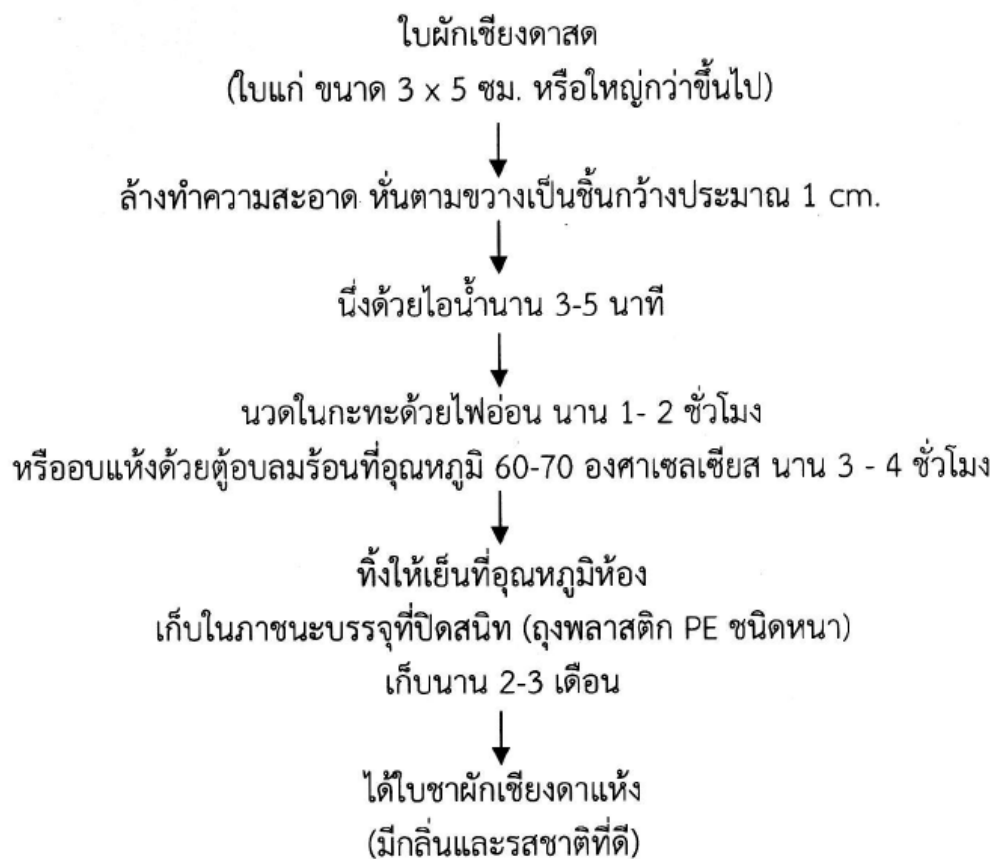 ใบผักเชียงดาสด
(ใบแก่ ขนาด 3 x 5 ซม. หรือใหญ่กว่าขึ้นไป)
ล้างทำความสะอาด หั่นตามขวางเป็นชิ้นกว้างประมาณ 1 cm.
นึ่งด้วยไอน้ำนาน 3-5 นาที
นวดในกะทะด้วยไฟอ่อน นาน 1- 2 ชั่วโมง
หรืออบแห้งด้วยตู้อบลมร้อนที่อุณหภูมิ 60-70 องศาเซลเซียส นาน 3 - 4 ชั่วโมง
ทิ้งให้เย็นที่อุณหภูมิห้อง
เก็บในภาชนะบรรจุที่ปิดสนิท (ถุงพลาสติก PE ชนิดหนา)
เก็บนาน 2-3 เดือน
ได้ใบชาผักเชียงดาแห้ง
(มีกลิ่นและรสชาติที่ดี)